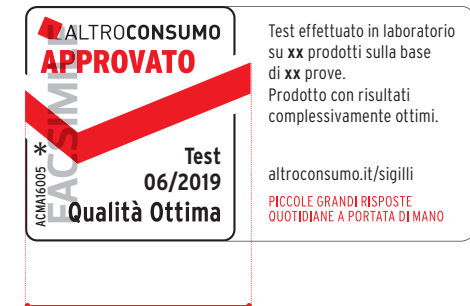 ALTROCONSUMO
APPROVATO
FACSIMILE
ACMA16005 *
Test
06/2019
Qualità Ottima
Test effettuato in laboratorio
su xx prodotti sulla base
di xx prove.
Prodotto con risultati
complessivamente ottimi.
altroconsumo.it/sigilli
PICCOLE GRANDI RISPOSTE
QUOTIDIANE A PORTATA DI MANO